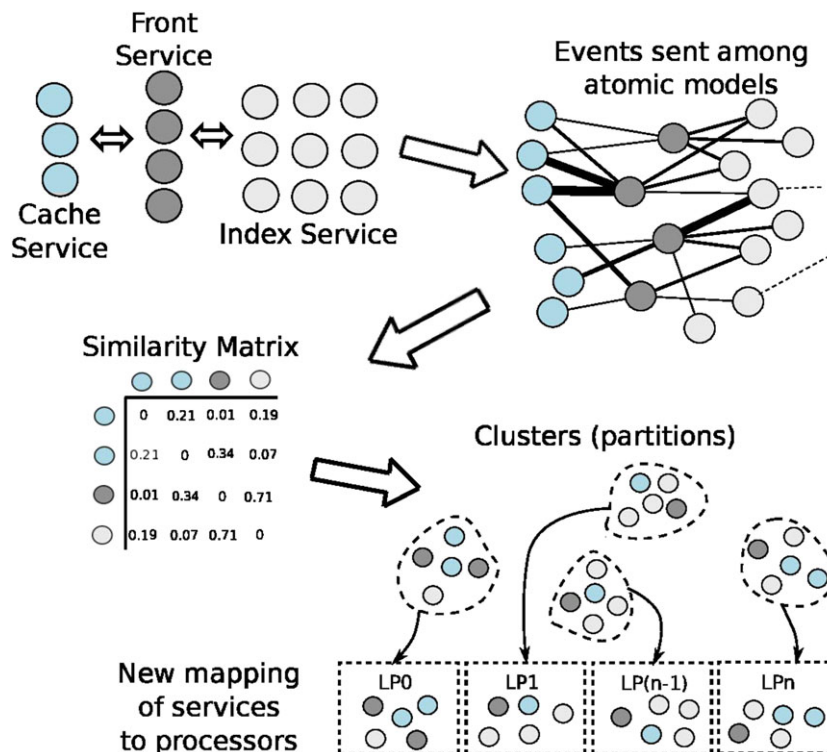 Front
Service
Cache
Service
Index Service
Events sent among
atomic models
Similarity Matrix
0 0.21 0.01 0.19
0.21 0 0.34 0.07
0.01 0.34 0 0.71
0.19 0.07 0.71 0
Clusters (partitions)
New mapping
of services
to processors
LP0
LP1
LP(n-1)
LPn